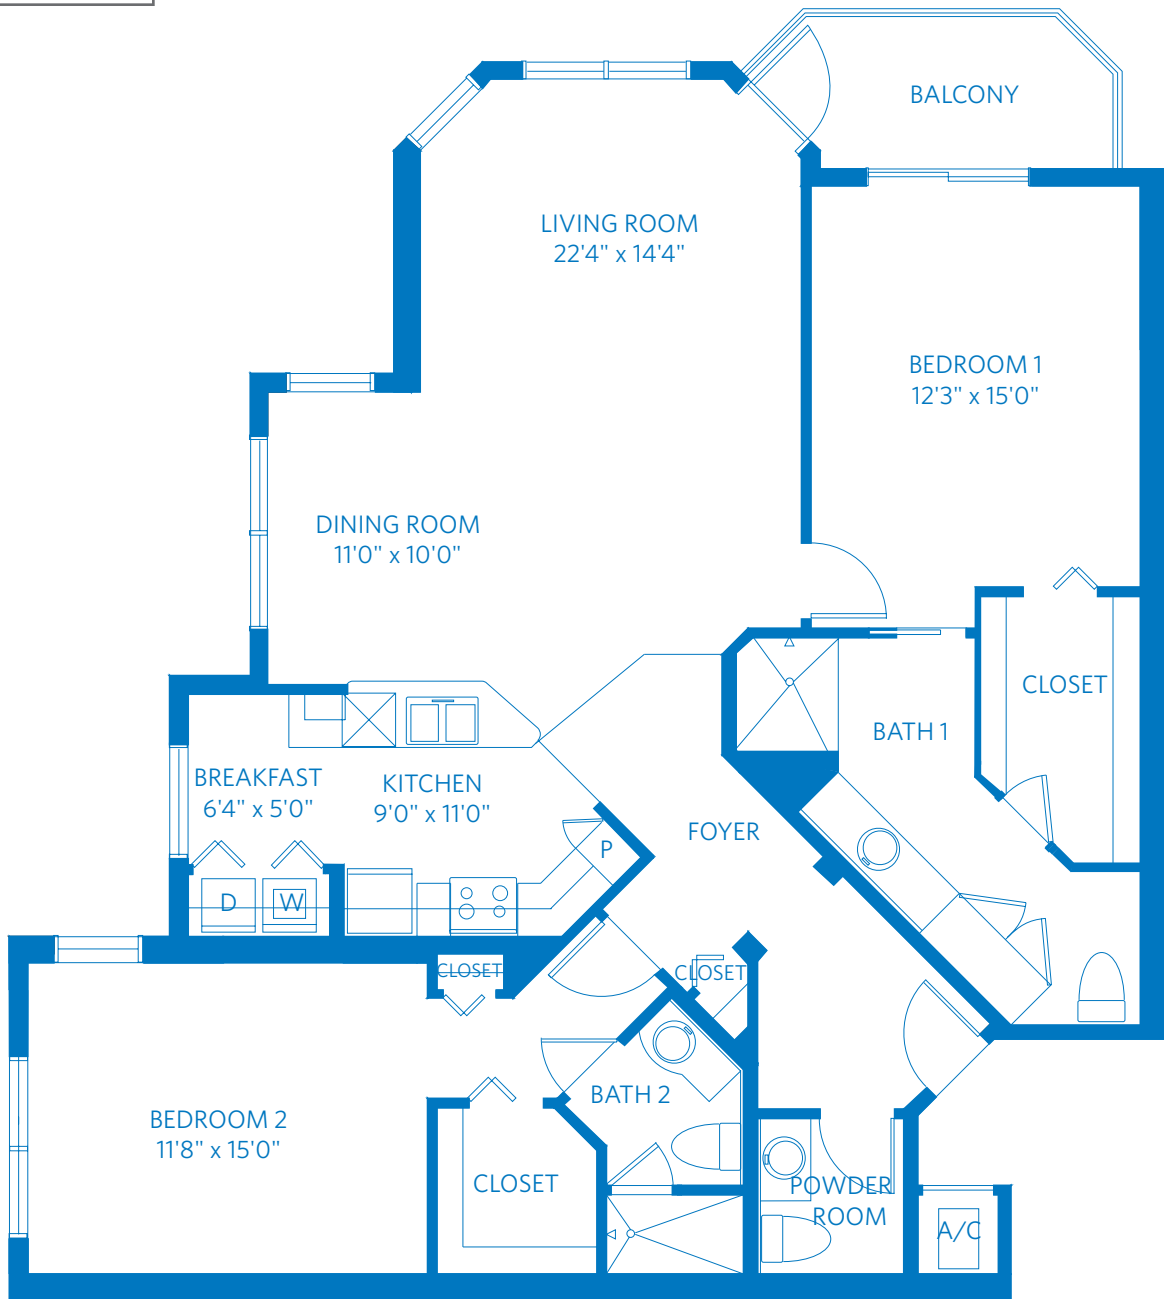 BALCONY
LIVING ROOM
22'4" x 14'4"
BEDROOM 1
12'3" x 15'0"
DINING ROOM
11'0" x 10'0"
CLOSET
BATH 1
BREAKFAST
6'4" x 5'0"
KITCHEN
9'0" x 11'0"
FOYER
P
D
W
CLOSET
CLOSET
BATH 2
BEDROOM 2
11'8" x 15'0"
CLOSET
POWDER
ROOM
A/C